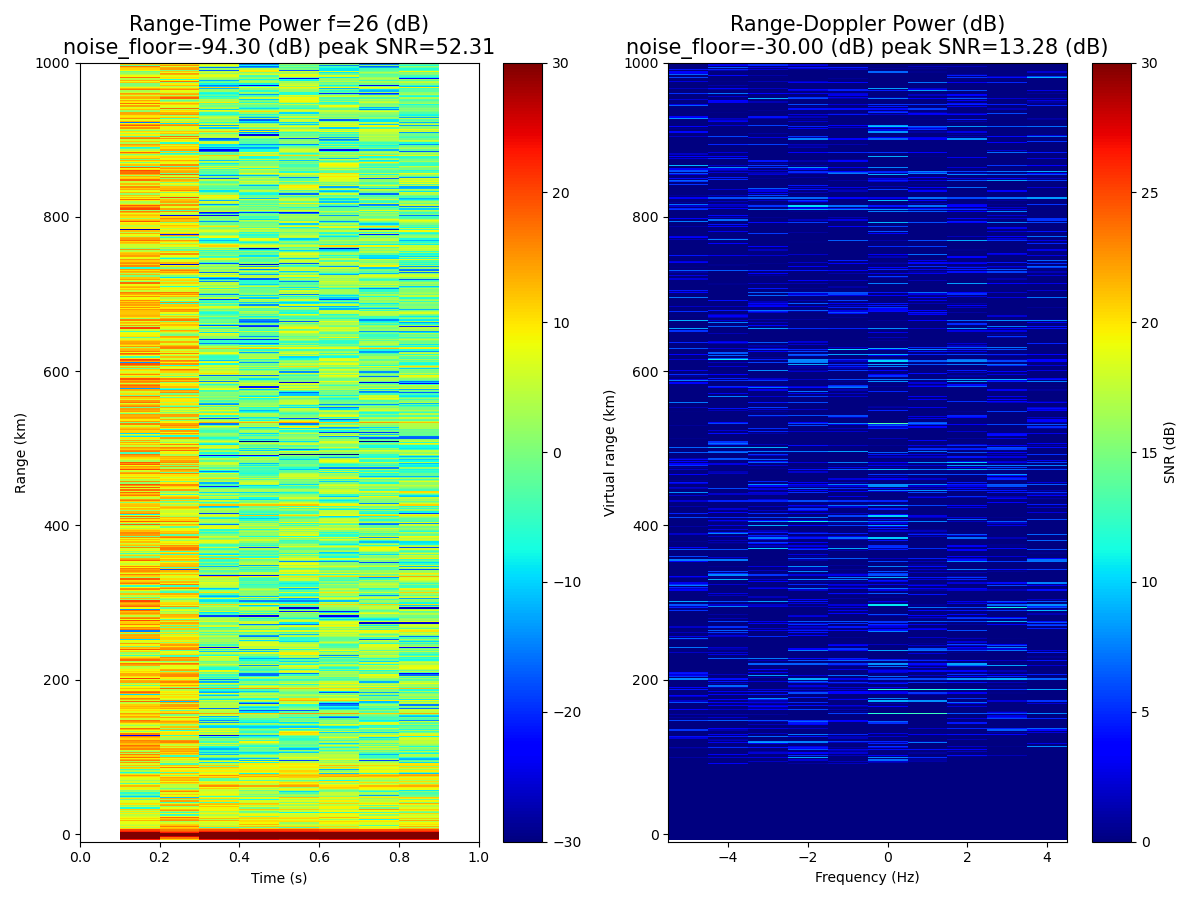 Range-Time Power f=26 (dB)
noise_floor=-94.30 (dB) peak SNR=52.31
Range-Doppler Power (dB)
noise_floor=-30.00 (dB) peak SNR=13.28 (dB)
1000
800
600
400
200
0
Range (km)
0.0 0.2 0.4 0.6 0.8 1.0
Time (s)
30
20
10
0
−10
−20
−30
1000
800
600
400
200
0
Virtual range (km)
−4 −2 0 2 4
Frequency (Hz)
30
25
20
15
10
5
0
SNR (dB)